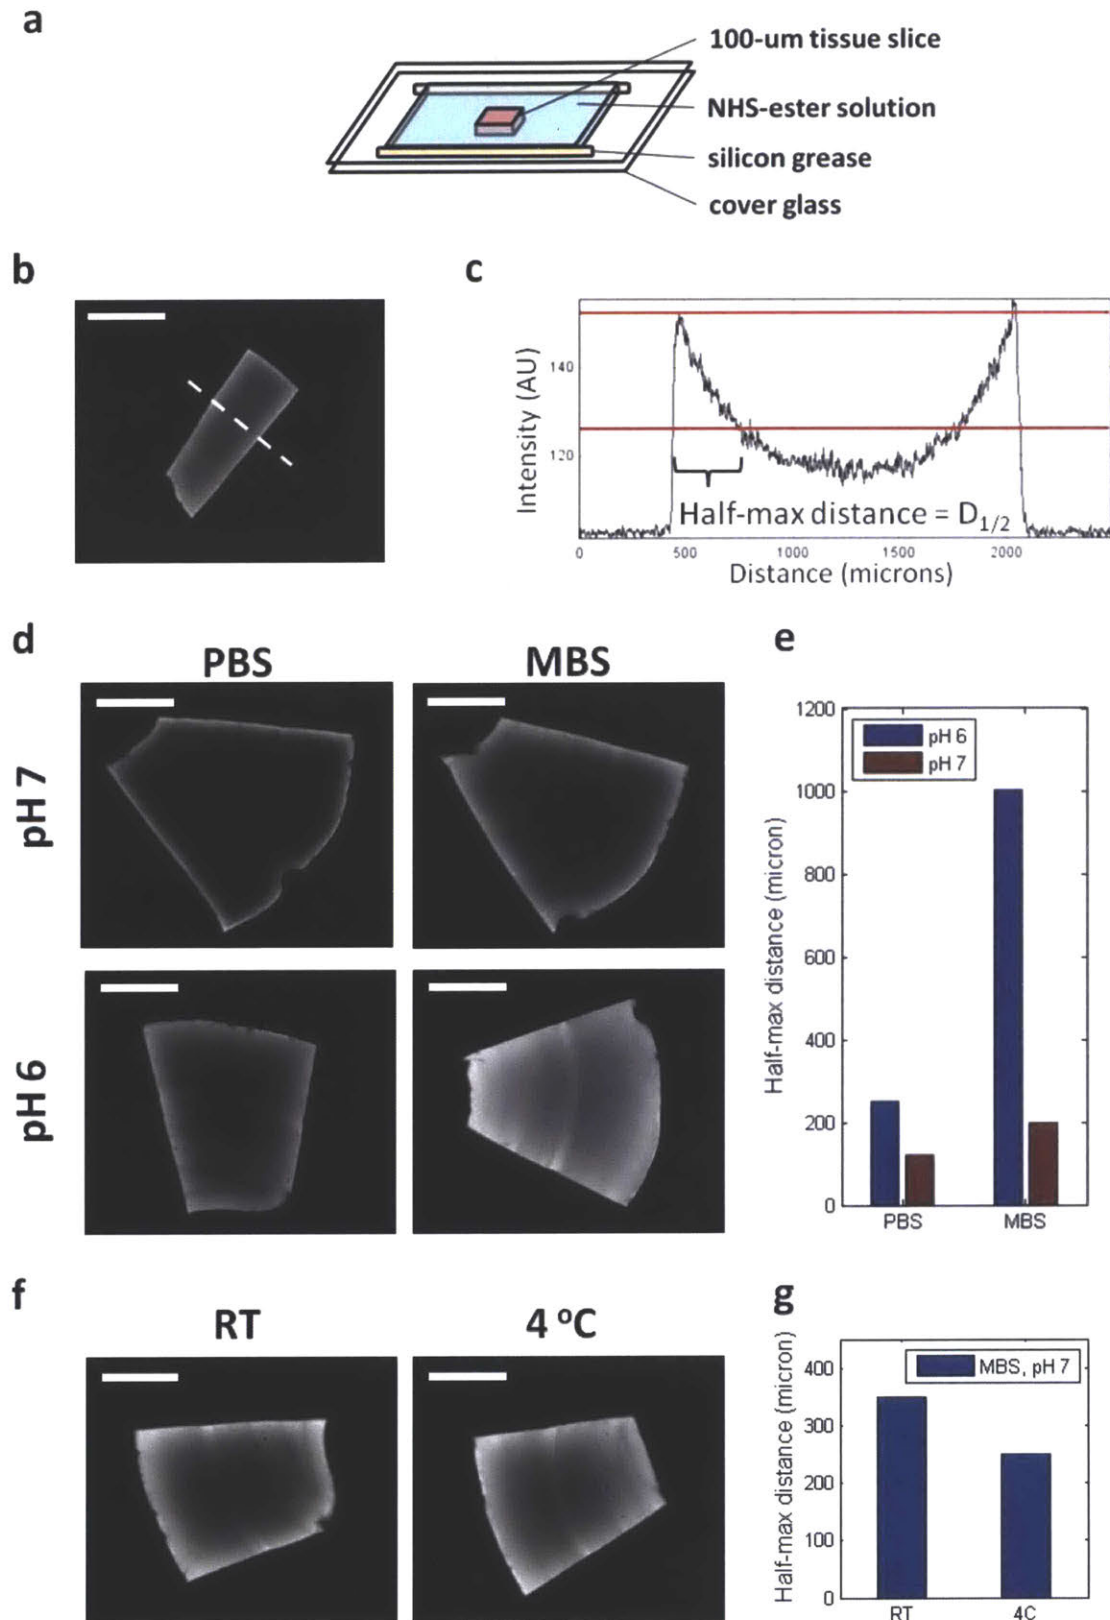 a
100-um tissue slice
NHS-ester solution
silicon grease
cover glass
b
c
Intensity (AU)
140
120
Half-max distance = D1/2
0
500
1000
1500
2000
Distance (microns)
d
PBS
MBS
pH 7
pH 6
e
Half-max distance (micron)
1200
1000
800
600
400
200
0
pH 6
pH 7
PBS
MBS
f
RT
4 °C
g
Half-max distance (micron)
400
300
200
100
0
MBS, pH 7
RT
4C